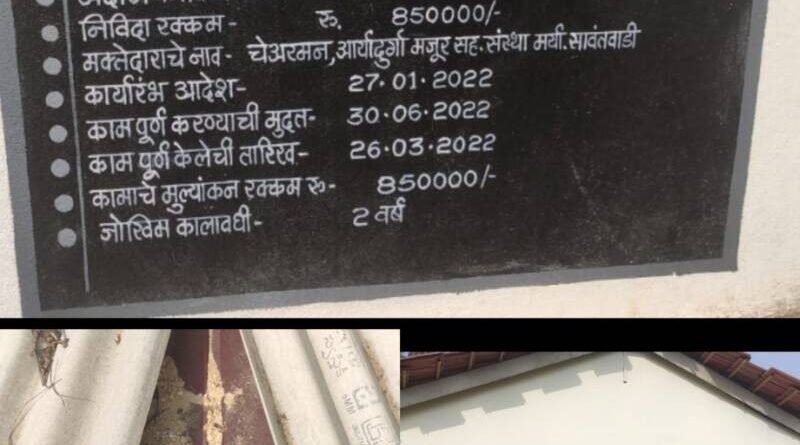 निविदा रक्कम - रु. 850000/-
मक्तेदाराचे नाव - चेअरमन, आर्यादुर्गा मजूर सह. संस्था मर्या. सावंतवाडी
कार्यारंभ आदेश - 27.01.2022
काम पूर्ण करण्याची मुदत - 30.06.2022
काम पूर्ण केलेची तारिख - 26.03.2022
कामाचे मुल्यांकन रक्कम रु - 850000/-
जोखिम कालावधी - 2 वर्ष